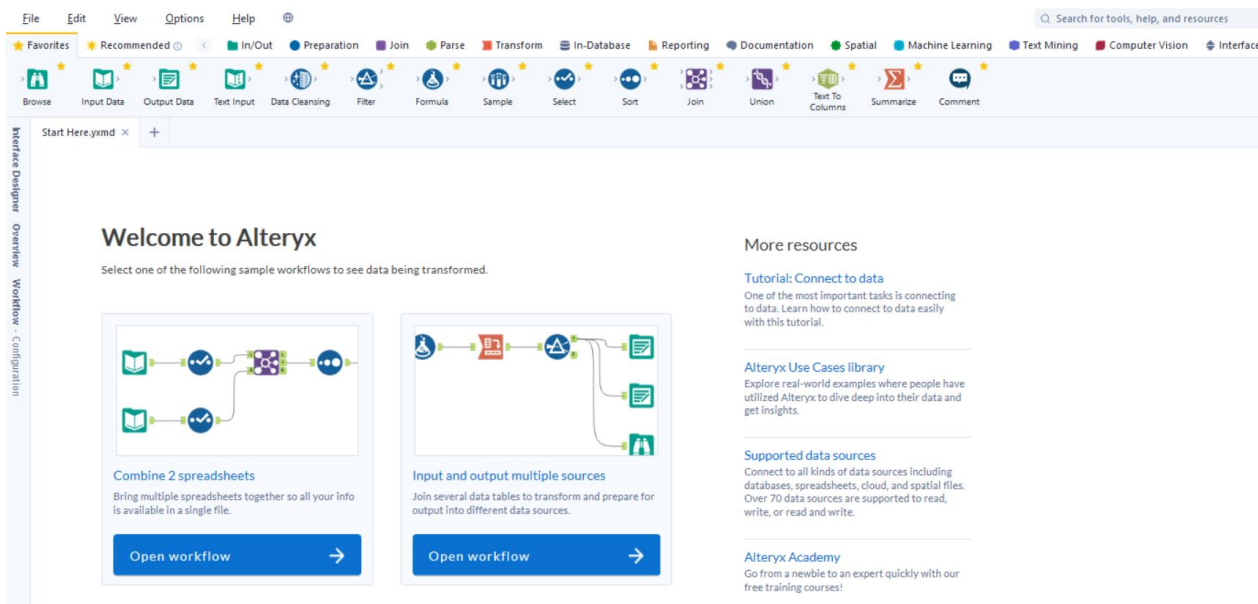 File Edit View Options Help Search for tools, help, and resources
Favorites Recommended In/Out Preparation Join Parse Transform In-Database Reporting Documentation Spatial Machine Learning Text Mining Computer Vision Interface
Browse Input Data Output Data Text Input Data Cleansing Filter Formula Sample Select Sort Join Union Text To Columns Summarize Comment
Start Here.yxmd
Interface Designer Overview Workflow - Configuration
Welcome to Alteryx
Select one of the following sample workflows to see data being transformed.
Combine 2 spreadsheets
Bring multiple spreadsheets together so all your info
is available in a single file.
Open workflow
Input and output multiple sources
Join several data tables to transform and prepare for
output into different data sources.
Open workflow
More resources
Tutorial: Connect to data
One of the most important tasks is connecting
to data. Learn how to connect to data easily
with this tutorial.
Alteryx Use Cases library
Explore real-world examples where people have
utilized Alteryx to dive deep into their data and
get insights.
Supported data sources
Connect to all kinds of data sources including
databases, spreadsheets, cloud, and spatial files.
Over 70 data sources are supported to read,
write, or read and write.
Alteryx Academy
Go from a newbie to an expert quickly with our
free training courses!